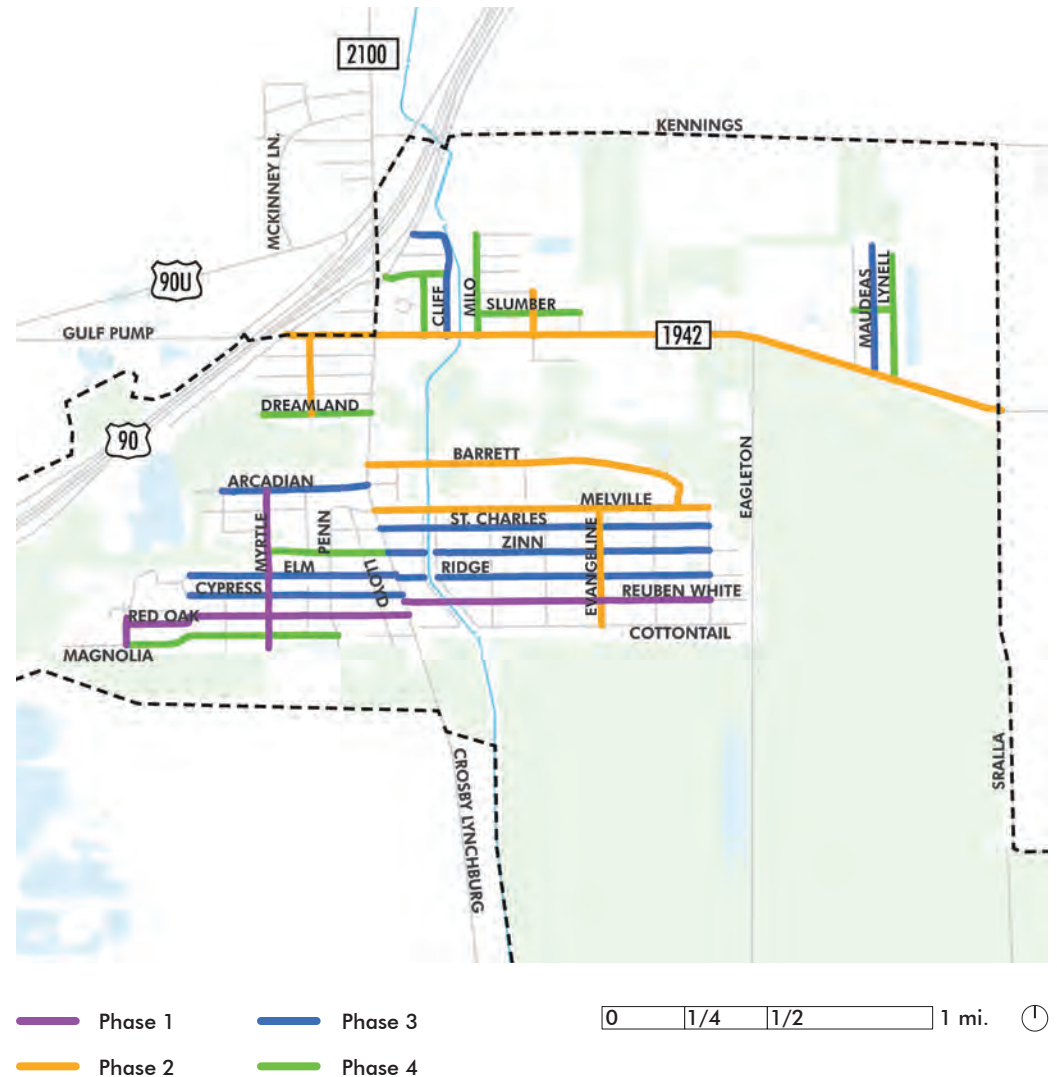 2100
KENNINGS
MCKINNEY LN.
90U
CLIFF
MILO
SLUMBER
MAUDEAS
LYNELL
GULF PUMP
1942
DREAMLAND
90
BARRETT
ARCADIAN
MELVILLE
EAGLETON
ST. CHARLES
MYRTLE
PENN
ZINN
ELM
LLOYD
RIDGE
EVANGELINE
CYPRESS
REUBEN WHITE
RED OAK
COTTONTAIL
MAGNOLIA
CROSBY LYNCHBURG
SRALLA
Phase 1
Phase 3
0 1/4 1/2 1 mi.
Phase 2
Phase 4